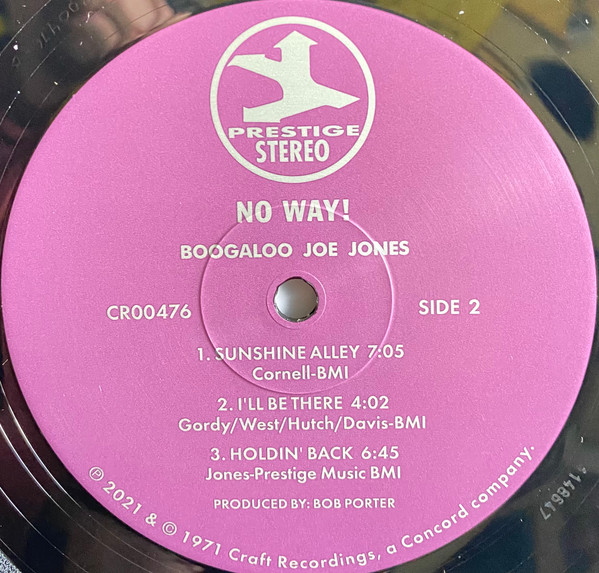 PRESTIGE
STEREO
NO WAY!
BOOGALOO JOE JONES
CR00476
SIDE 2
1. SUNSHINE ALLEY 7:05
Cornell-BMI
2. I'LL BE THERE 4:02
Gordy/West/Hutch/Davis-BMI
3. HOLDIN' BACK 6:45
Jones-Prestige Music BMI
PRODUCED BY: BOB PORTER
℗ 2021 & © 1971 Craft Recordings, a Concord company.